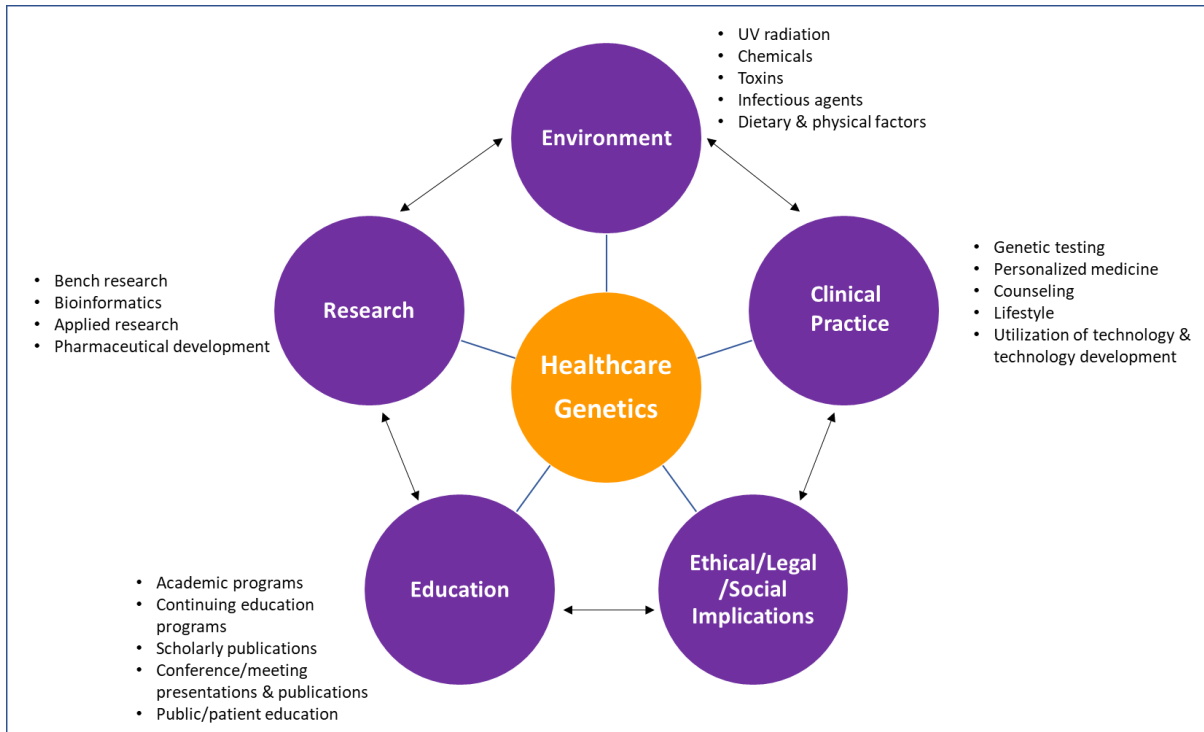 • UV radiation
• Chemicals
• Toxins
• Infectious agents
• Dietary & physical factors
Environment
• Genetic testing
• Personalized medicine
• Counseling
• Lifestyle
• Utilization of technology &
technology development
Clinical
Practice
• Bench research
• Bioinformatics
• Applied research
• Pharmaceutical development
Research
Healthcare
Genetics
Ethical/Legal
/Social
Implications
Education
• Academic programs
• Continuing education
programs
• Scholarly publications
• Conference/meeting
presentations & publications
• Public/patient education